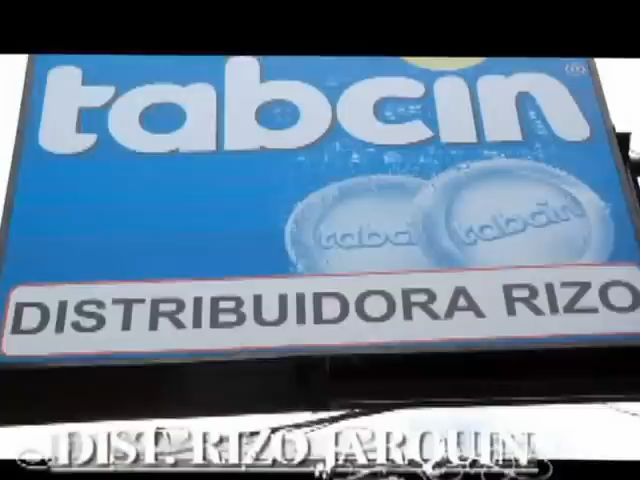 tabcin®
tabcin
tabcin
DISTRIBUIDORA RIZO
DIST. RIZO JARQUIN